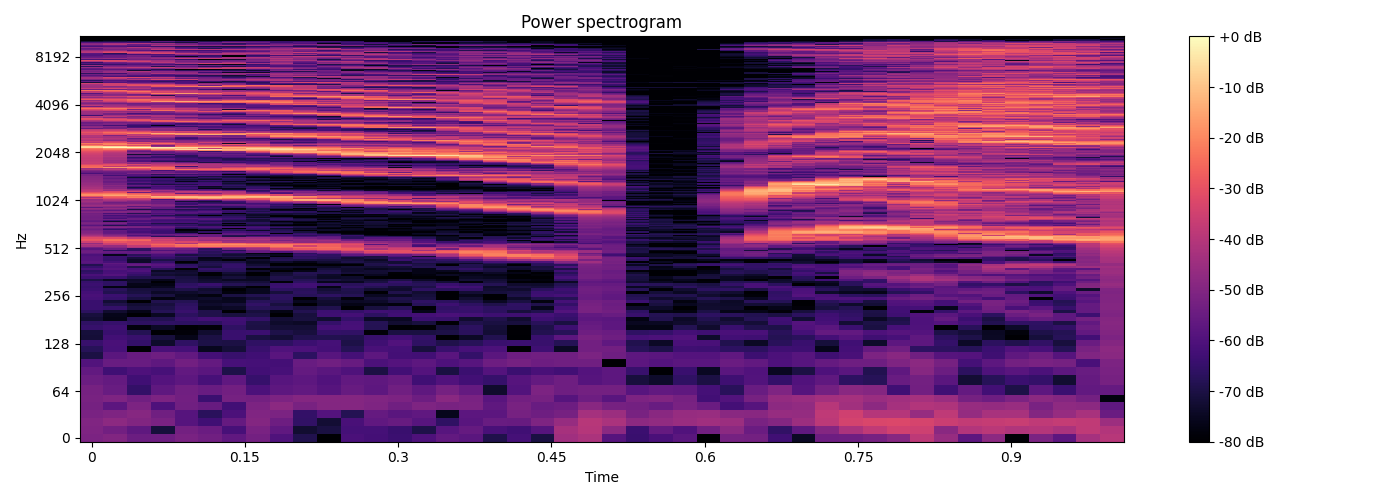 Power spectrogram
Hz
8192
4096
2048
1024
512
256
128
64
0
0 0.15 0.3 0.45 0.6 0.75 0.9
Time
+0 dB
-10 dB
-20 dB
-30 dB
-40 dB
-50 dB
-60 dB
-70 dB
-80 dB